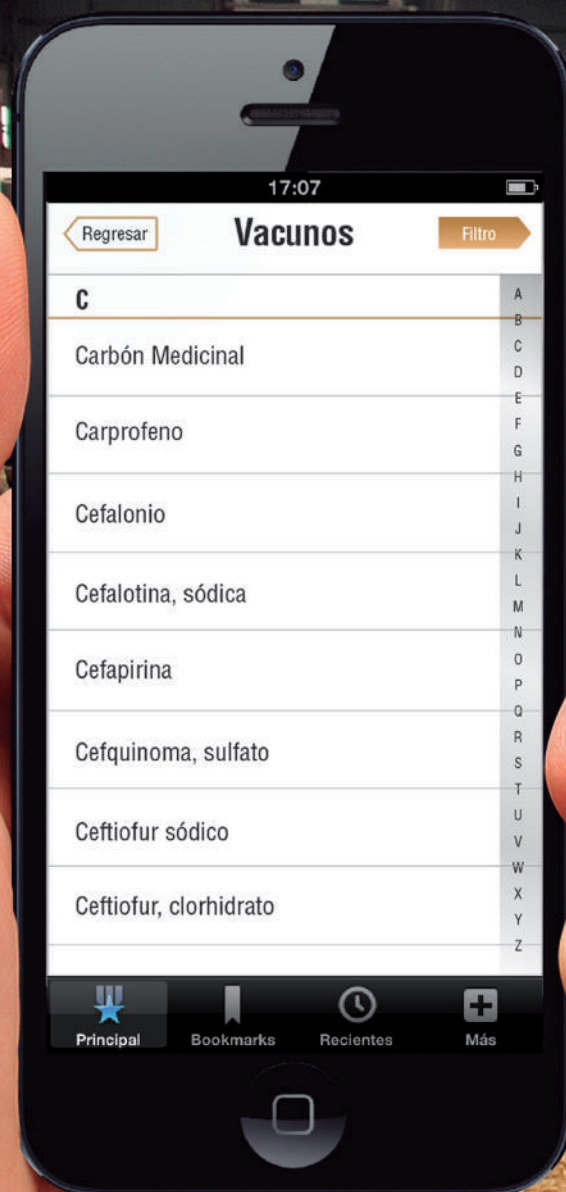 17:07
Regresar Vacunos Filtro
C
Carbón Medicinal
Carprofeno
Cefalonio
Cefalotina, sódica
Cefapirina
Cefquinoma, sulfato
Ceftiofur sódico
Ceftiofur, clorhidrato
A
B
C
D
E
F
G
H
I
J
K
L
M
N
O
P
Q
R
S
T
U
V
W
X
Y
Z
Principal Bookmarks Recientes Más